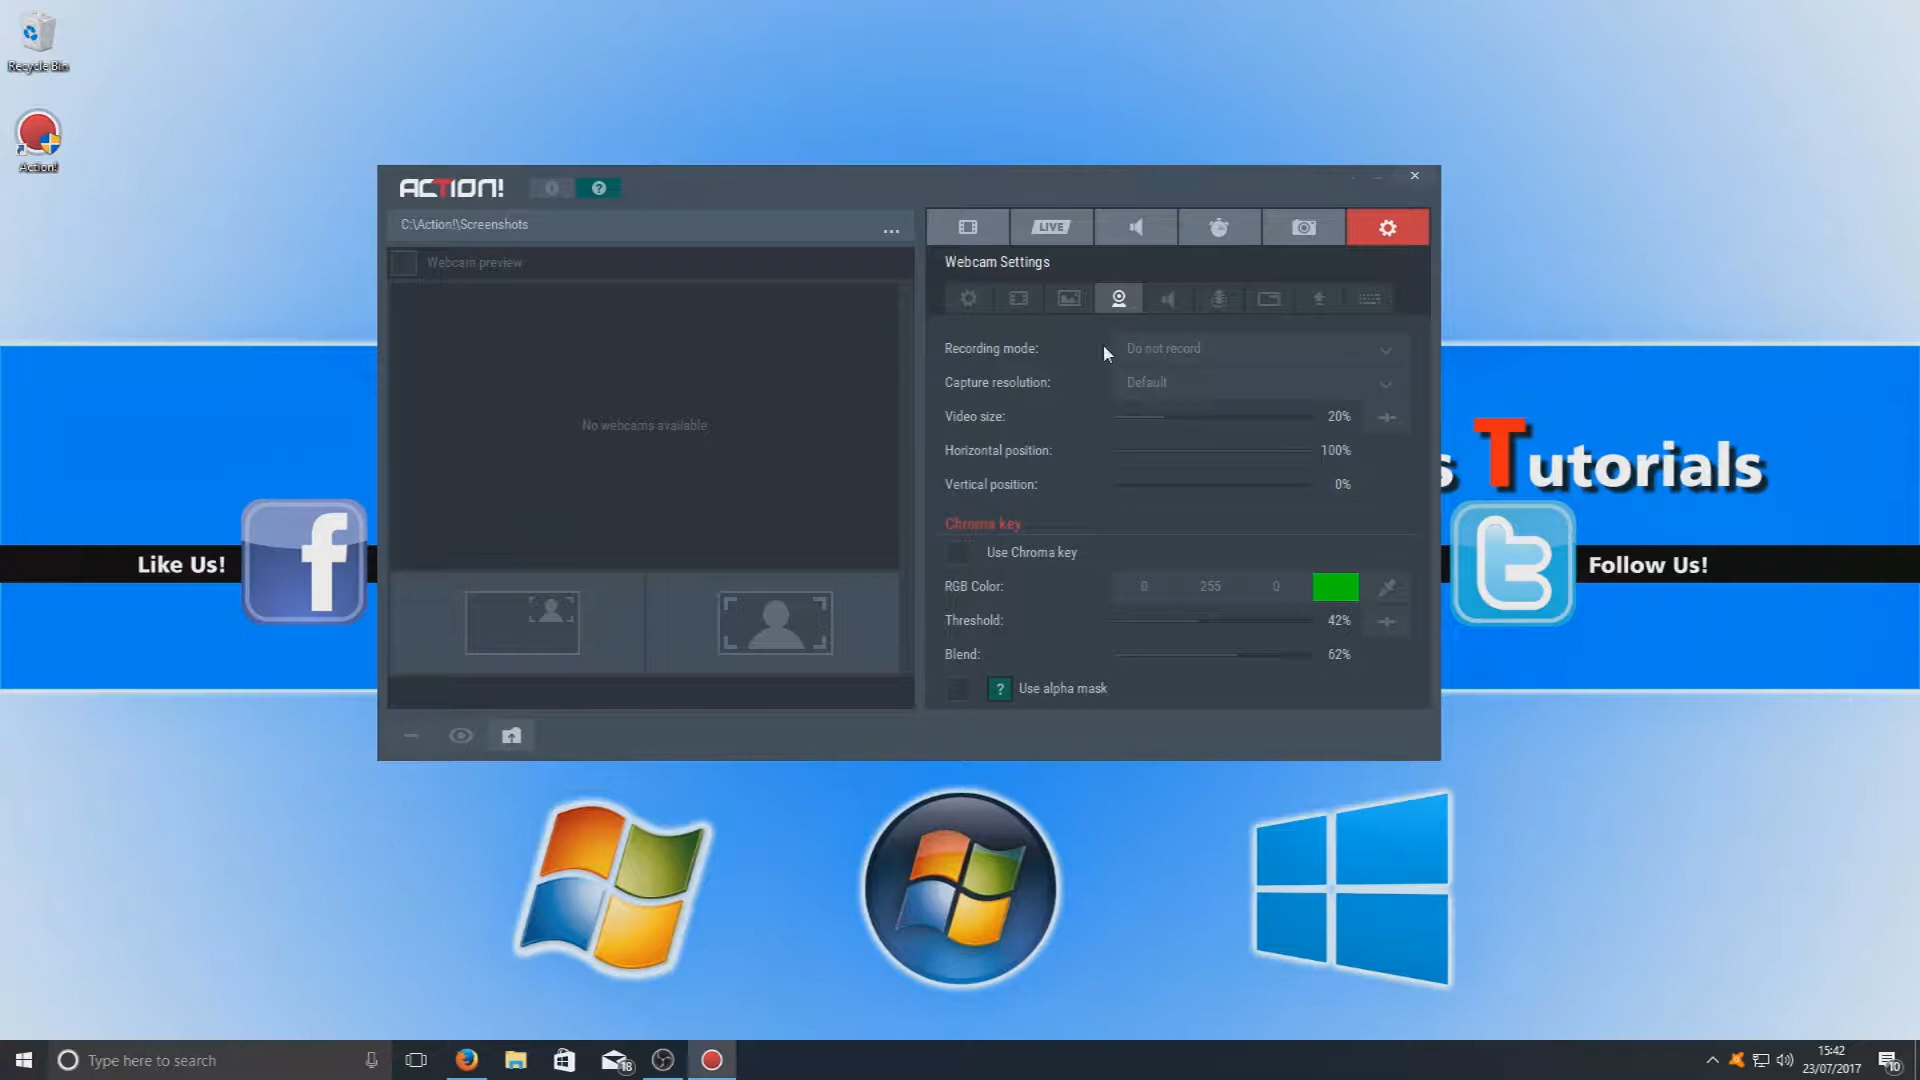 Recycle Bin
Action!
ACTION!
?
C:\Action!\Screenshots
...
LIVE
Webcam preview
Webcam Settings
Recording mode:
Do not record
Capture resolution:
Default
No webcams available
Video size:
20%
Horizontal position:
100%
Vertical position:
0%
s Tutorials
Chroma key
Use Chroma key
Like Us!
f
t
Follow Us!
RGB Color:
0
255
0
Threshold:
42%
Blend:
62%
?
Use alpha mask
Type here to search
18
15:42
23/07/2017
10